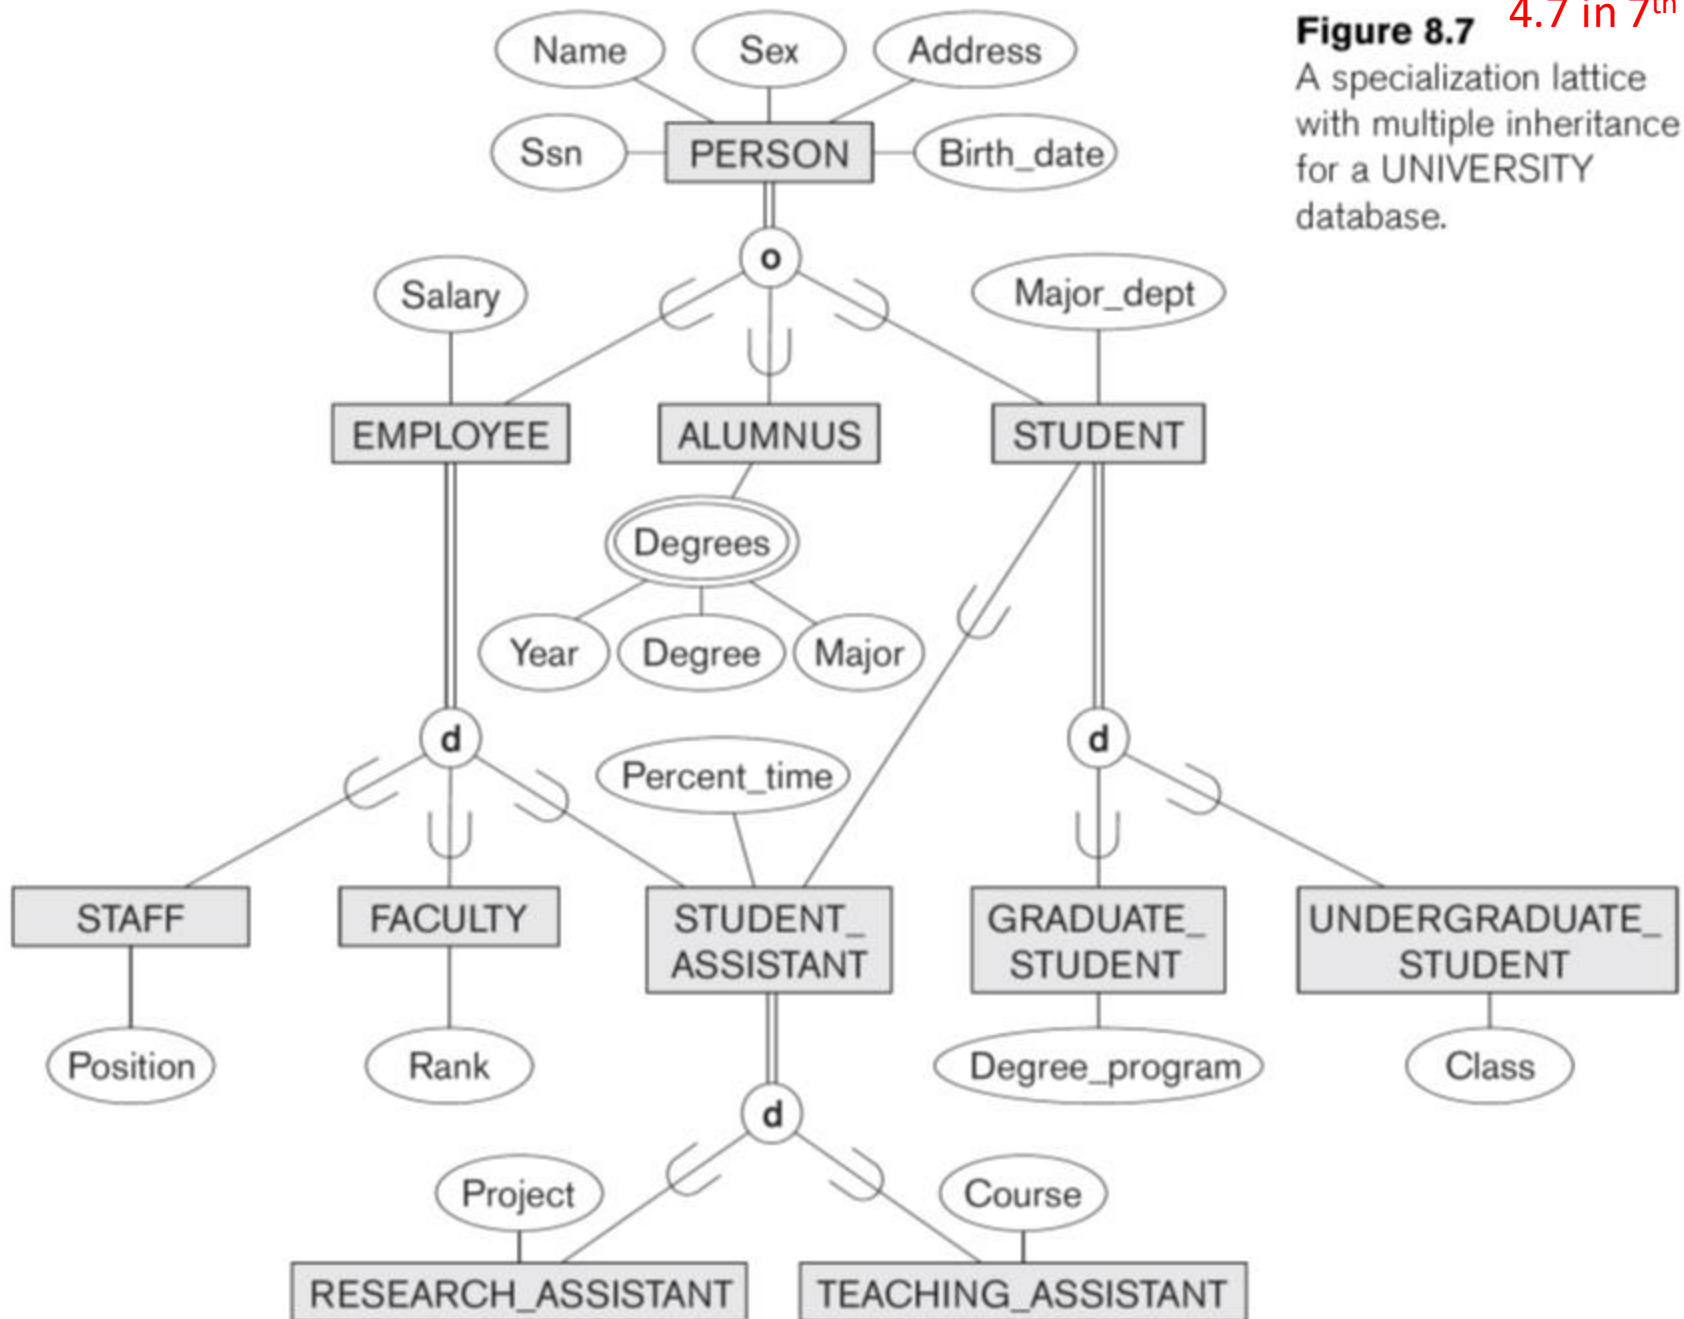 4.7 in 7th
Figure 8.7
A specialization lattice
with multiple inheritance
for a UNIVERSITY
database.
Name
Sex
Address
Ssn
PERSON
Birth_date
o
Salary
Major_dept
EMPLOYEE
ALUMNUS
STUDENT
Degrees
Year
Degree
Major
d
d
Percent_time
STAFF
FACULTY
STUDENT_
ASSISTANT
GRADUATE_
STUDENT
UNDERGRADUATE_
STUDENT
Position
Rank
Degree_program
Class
d
Project
Course
RESEARCH_ASSISTANT
TEACHING_ASSISTANT